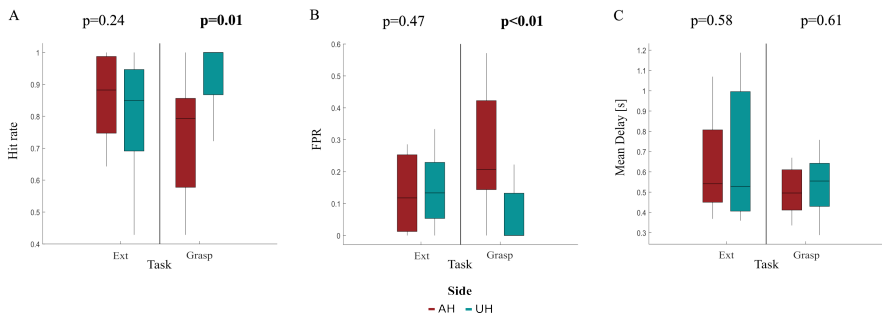 A
p=0.24
p=0.01
Hit rate
1
0.9
0.8
0.7
0.6
0.5
0.4
Ext
Grasp
Task
B
p=0.47
p<0.01
FPR
0.6
0.5
0.4
0.3
0.2
0.1
0
Ext
Grasp
Task
C
p=0.58
p=0.61
Mean Delay [s]
1.2
1.1
1
0.9
0.8
0.7
0.6
0.5
0.4
0.3
Ext
Grasp
Task
Side
AH UH